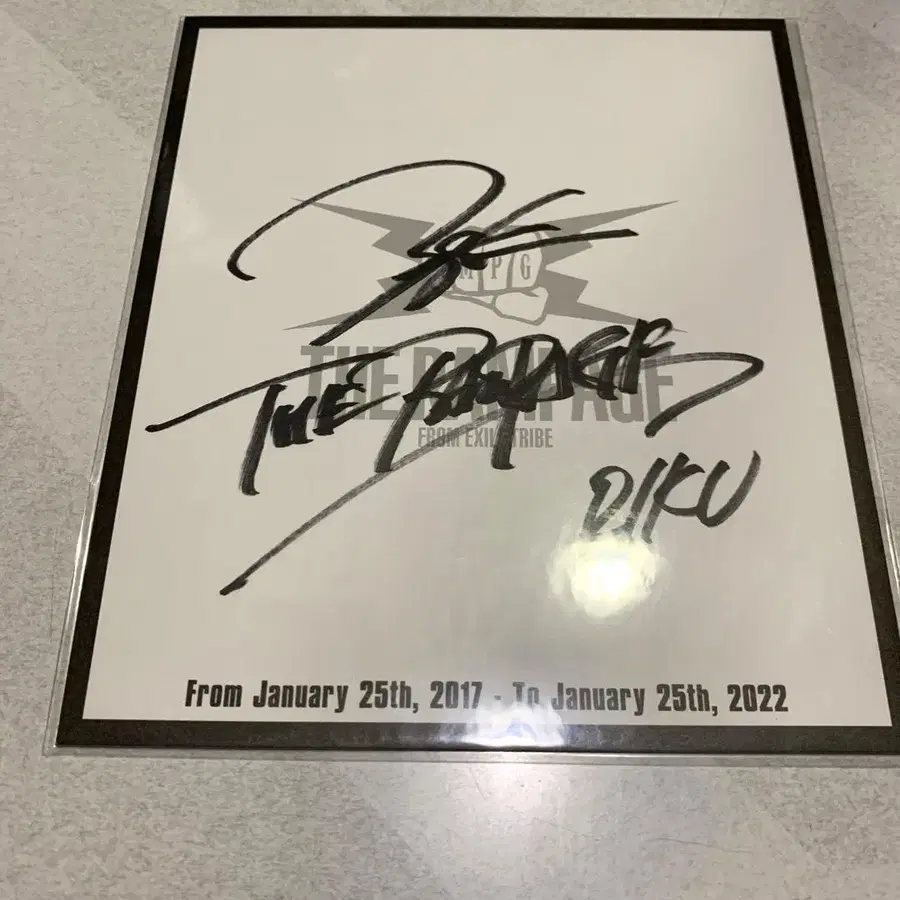 MPG
THE RAMPAGE
THE RAMPAGE
FROM EXILE TRIBE
RIKU
From January 25th, 2017 - To January 25th, 2022